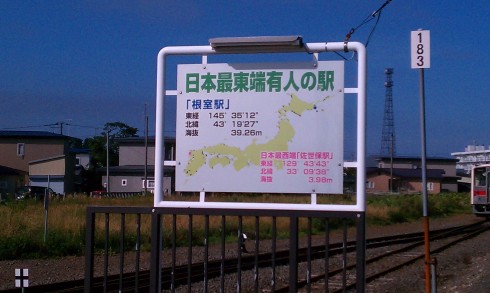 日本最東端有人の駅
「根室駅」
東経 145° 35'12"
北緯 43° 19'27"
海抜 39.26m
日本最西端「佐世保駅」
東経 129° 43'43"
北緯 33° 09'38"
海抜 3.98m
183